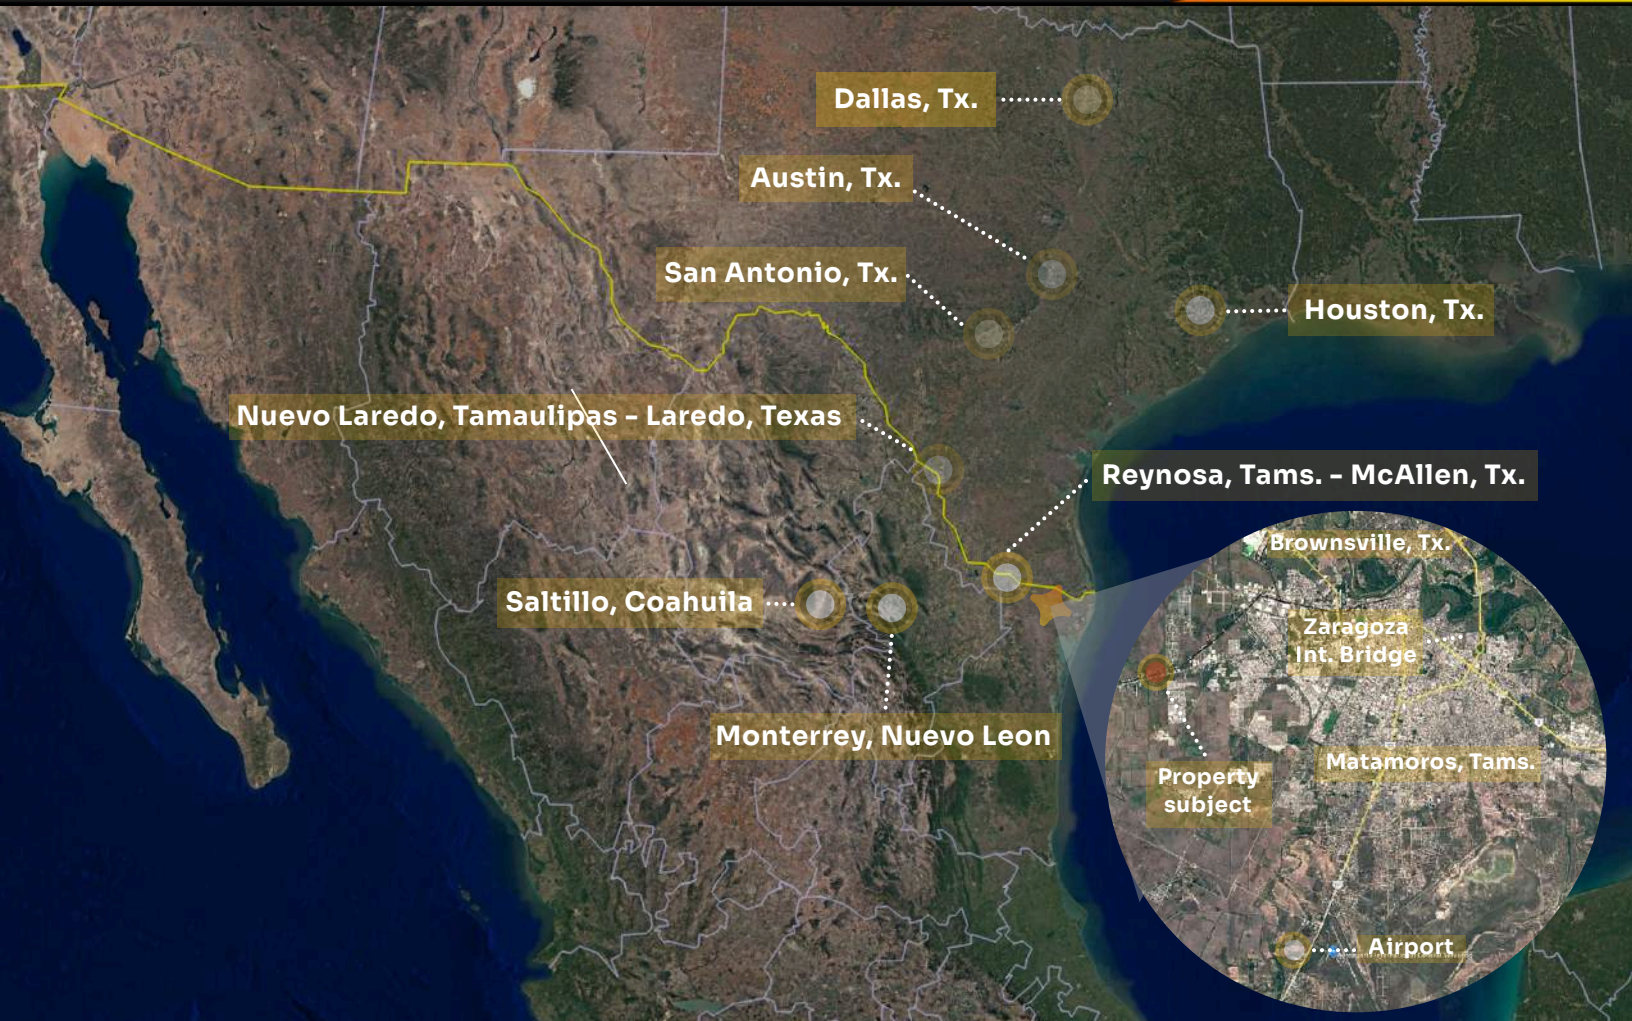 Dallas, Tx.
Austin, Tx.
San Antonio, Tx.
Houston, Tx.
Nuevo Laredo, Tamaulipas – Laredo, Texas
Reynosa, Tams. – McAllen, Tx.
Brownsville, Tx.
Saltillo, Coahuila
Zaragoza
Int. Bridge
Monterrey, Nuevo Leon
Matamoros, Tams.
Property
subject
Airport